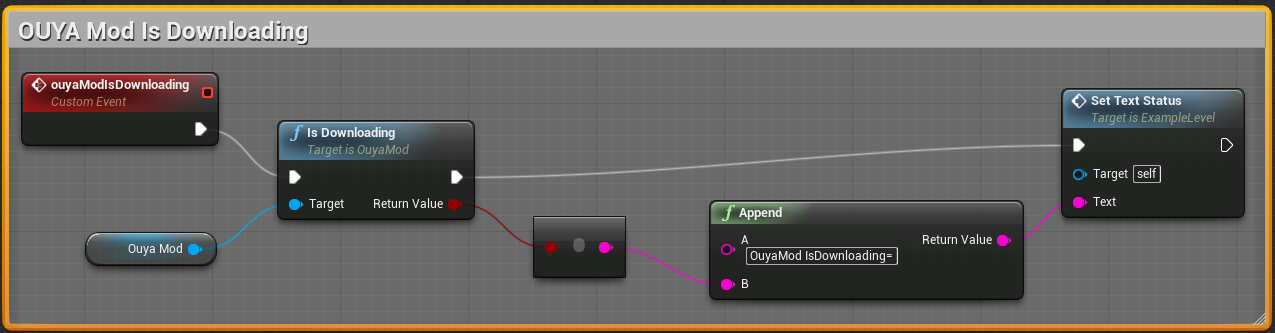 OUYA Mod Is Downloading
ouyaModIsDownloading
Custom Event
f Is Downloading
Target is OuyaMod
Target Return Value
Ouya Mod
f Append
A
OuyaMod IsDownloading=
Return Value
B
Set Text Status
Target is ExampleLevel
Target self
Text